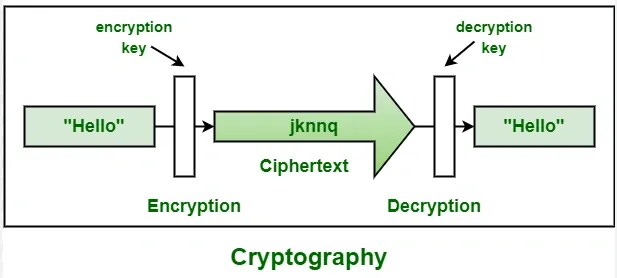 encryption
key
decryption
key
"Hello"
jknnq
"Hello"
Ciphertext
Encryption
Decryption
Cryptography